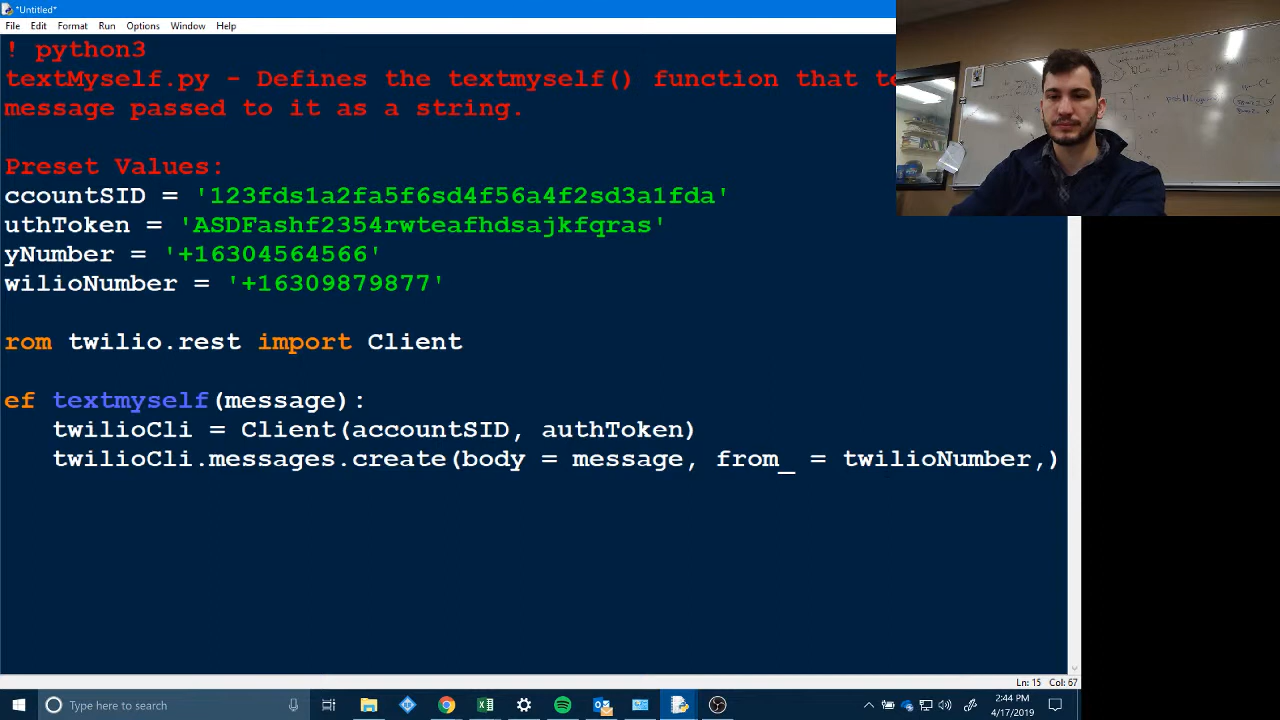 *Untitled*
File Edit Format Run Options Window Help
! python3
textMyself.py - Defines the textmyself() function that te
message passed to it as a string.
Preset Values:
ccountSID = '123fds1a2fa5f6sd4f56a4f2sd3a1fda'
uthToken = 'ASDFashf2354rwteafhdsajkfqras'
yNumber = '+16304564566'
wilioNumber = '+16309879877'
rom twilio.rest import Client
ef textmyself(message):
twilioCli = Client(accountSID, authToken)
twilioCli.messages.create(body = message, from_ = twilioNumber,)
Ln: 15 Col: 67
Type here to search
2:44 PM
4/17/2019